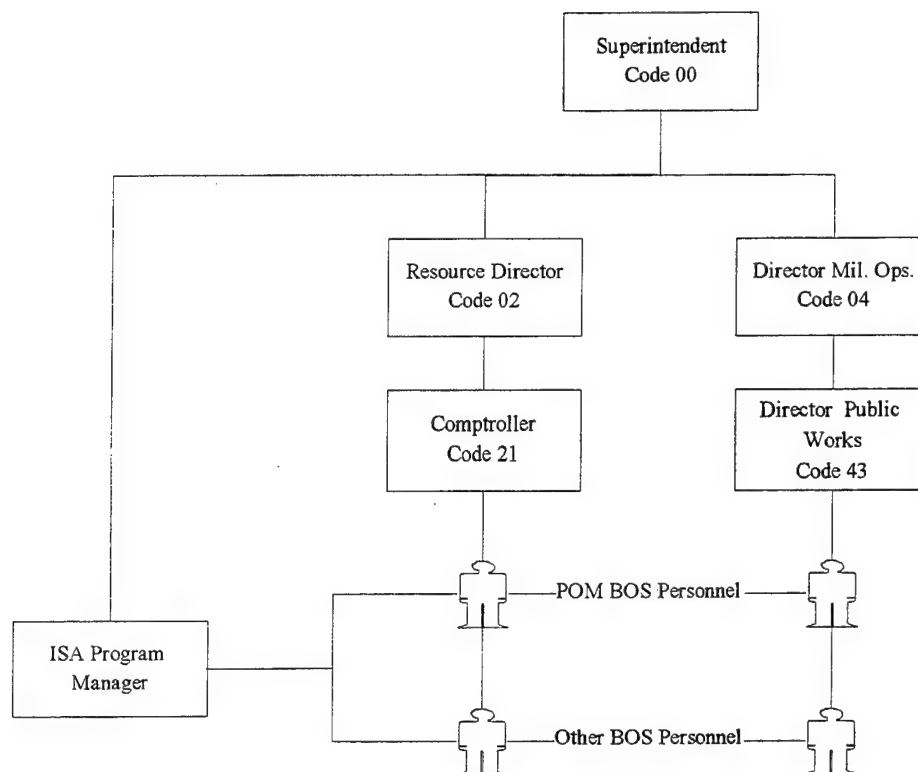 Superintendent
Code 00
Resource Director
Code 02
Director Mil. Ops.
Code 04
Comptroller
Code 21
Director Public
Works
Code 43
POM BOS Personnel
ISA Program
Manager
Other BOS Personnel